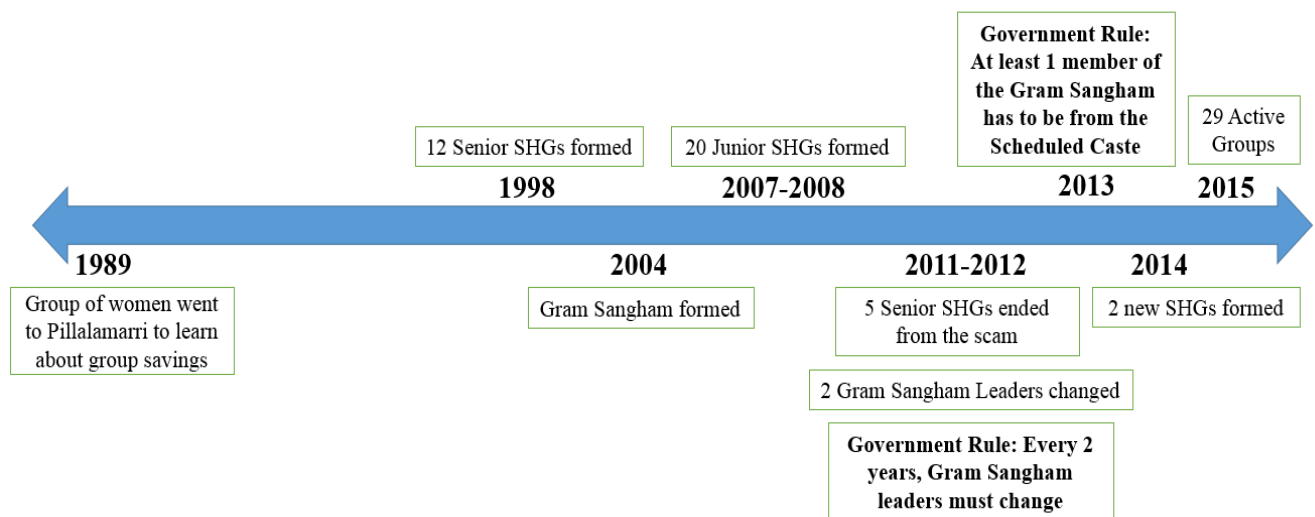 Government Rule:
At least 1 member of
the Gram Sangham
has to be from the
Scheduled Caste
29 Active
Groups
12 Senior SHGs formed
20 Junior SHGs formed
1998
2007-2008
2013
2015
1989
2004
2011-2012
2014
Group of women went
to Pillalamarri to learn
about group savings
Gram Sangham formed
5 Senior SHGs ended
from the scam
2 new SHGs formed
2 Gram Sangham Leaders changed
Government Rule: Every 2
years, Gram Sangham
leaders must change